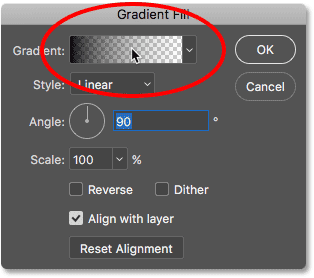 Gradient Fill
Gradient: OK
Style: Linear Cancel
Angle: 90 °
Scale: 100 %
Reverse Dither
Align with layer
Reset Alignment